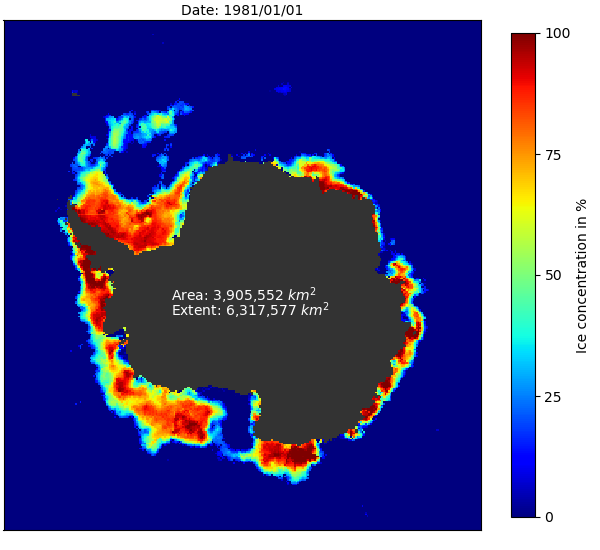 Date: 1981/01/01
100
75
50
25
0
Ice concentration in %
Area: 3,905,552 km²
Extent: 6,317,577 km²